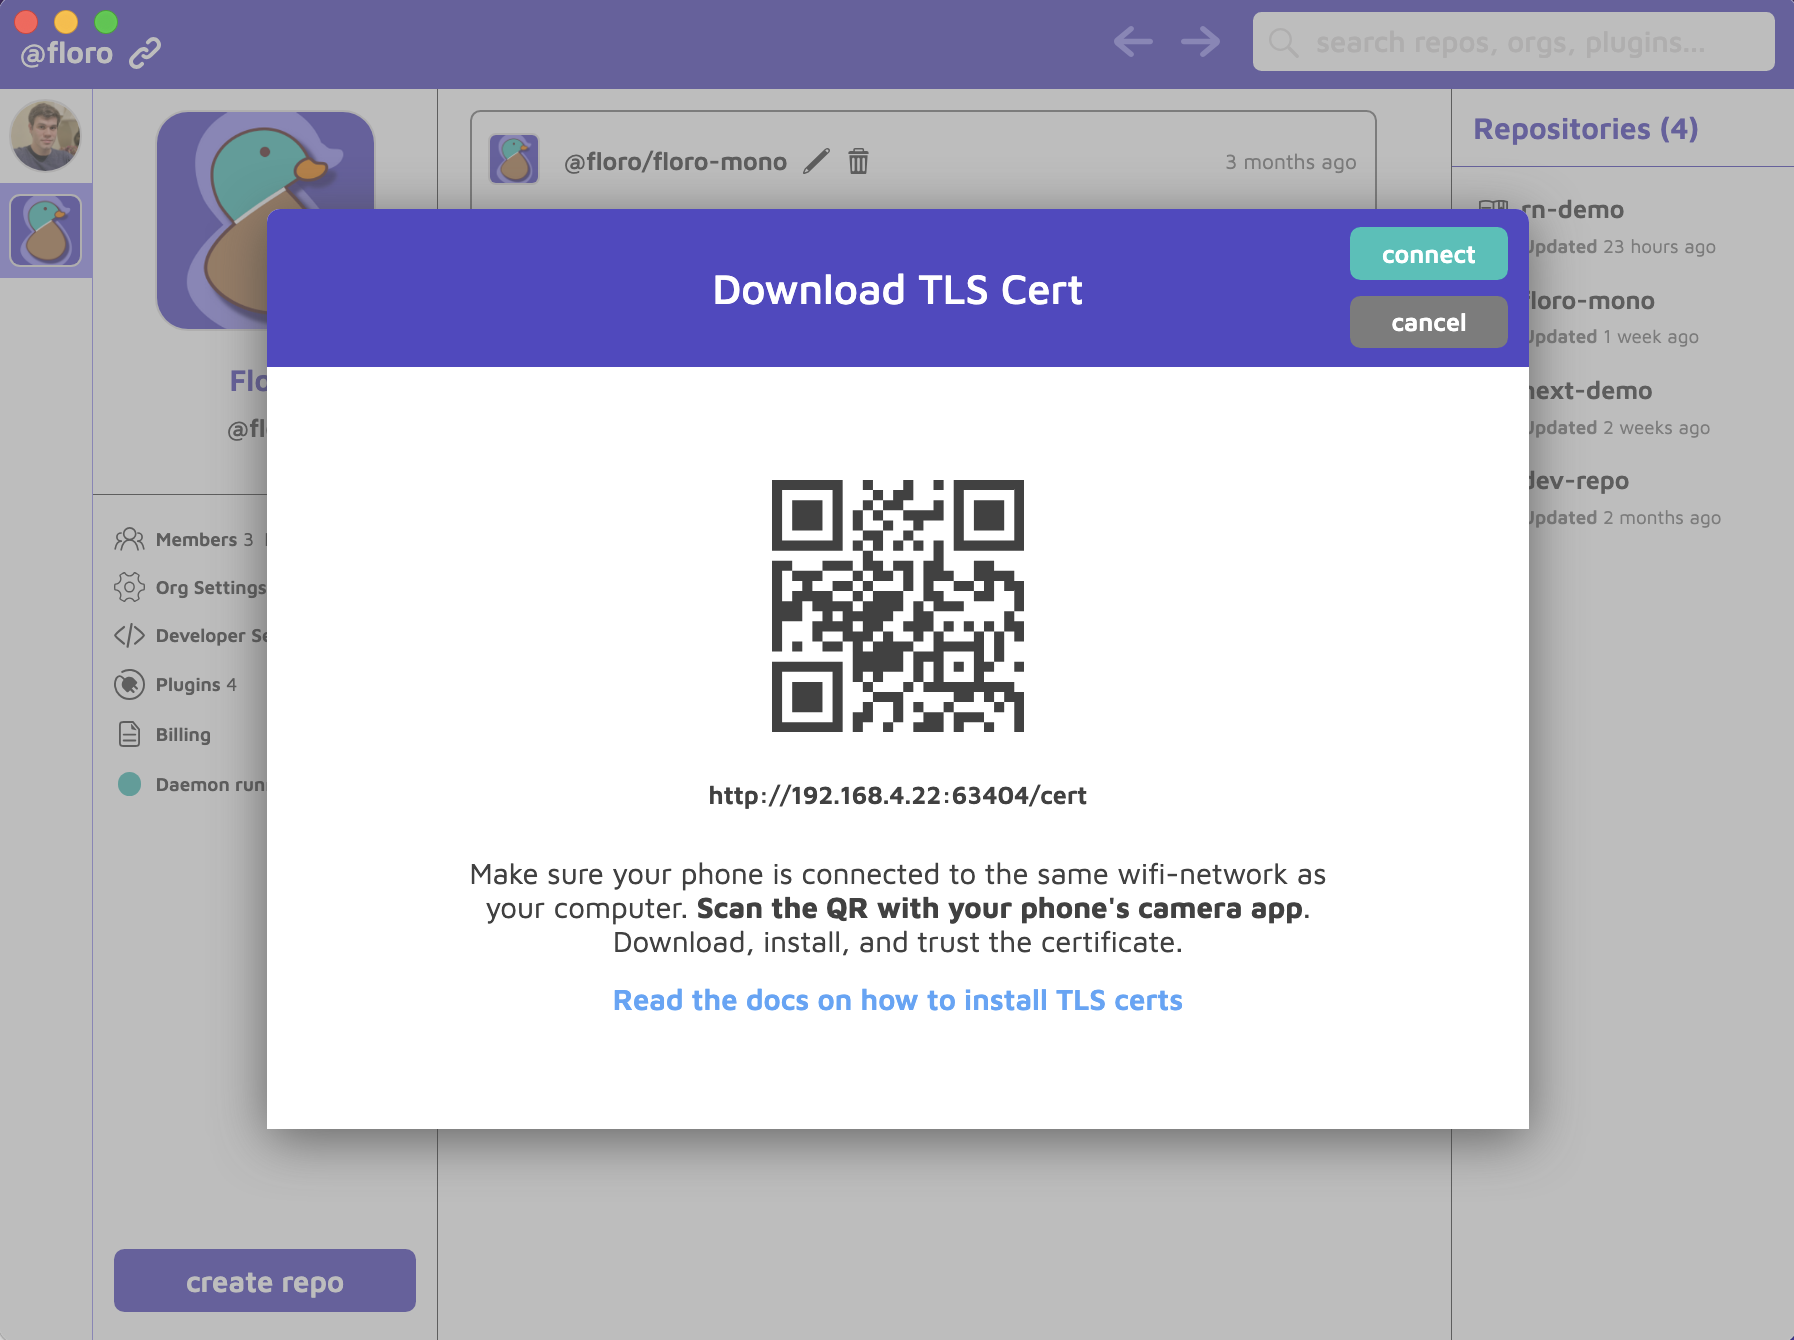 @floro
search repos, orgs, plugins...
@floro/floro-mono
3 months ago
Repositories (4)
rn-demo
Updated 23 hours ago
floro-mono
Updated 1 week ago
next-demo
Updated 2 weeks ago
dev-repo
Updated 2 months ago
Flo
@fl
Members 3
Org Settings
Developer Se
Plugins 4
Billing
Daemon run
create repo
Download TLS Cert
connect
cancel
http://192.168.4.22:63404/cert
Make sure your phone is connected to the same wifi-network as
your computer. Scan the QR with your phone's camera app.
Download, install, and trust the certificate.
Read the docs on how to install TLS certs